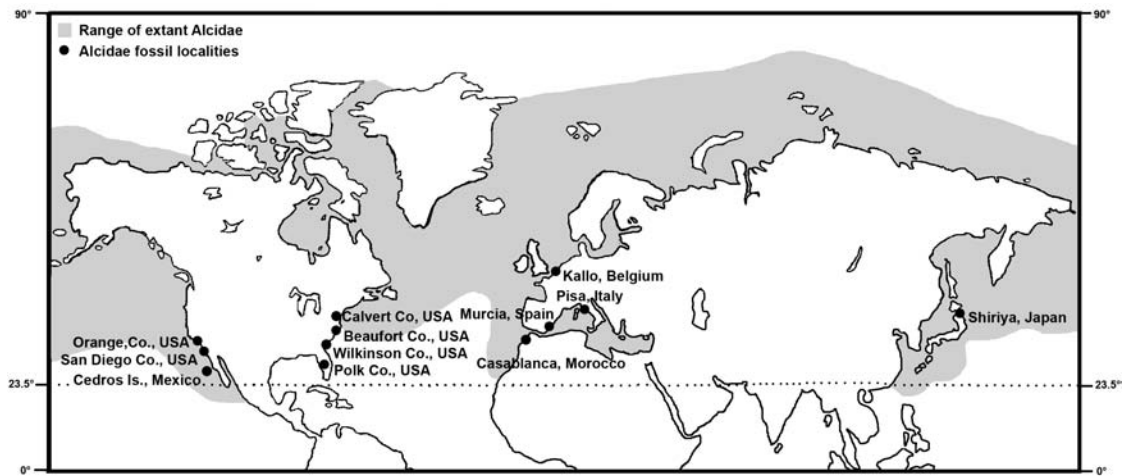 90°
90°
Range of extant Alcidae
Alcidae fossil localities
Kallo, Belgium
Pisa, Italy
Calvert Co, USA
Murcia, Spain
Shiriya, Japan
Orange,Co., USA
Beaufort Co., USA
San Diego Co., USA
Wilkinson Co., USA
Casablanca, Morocco
Polk Co., USA
Cedros Is., Mexico
23.5°
23.5°
0°
0°